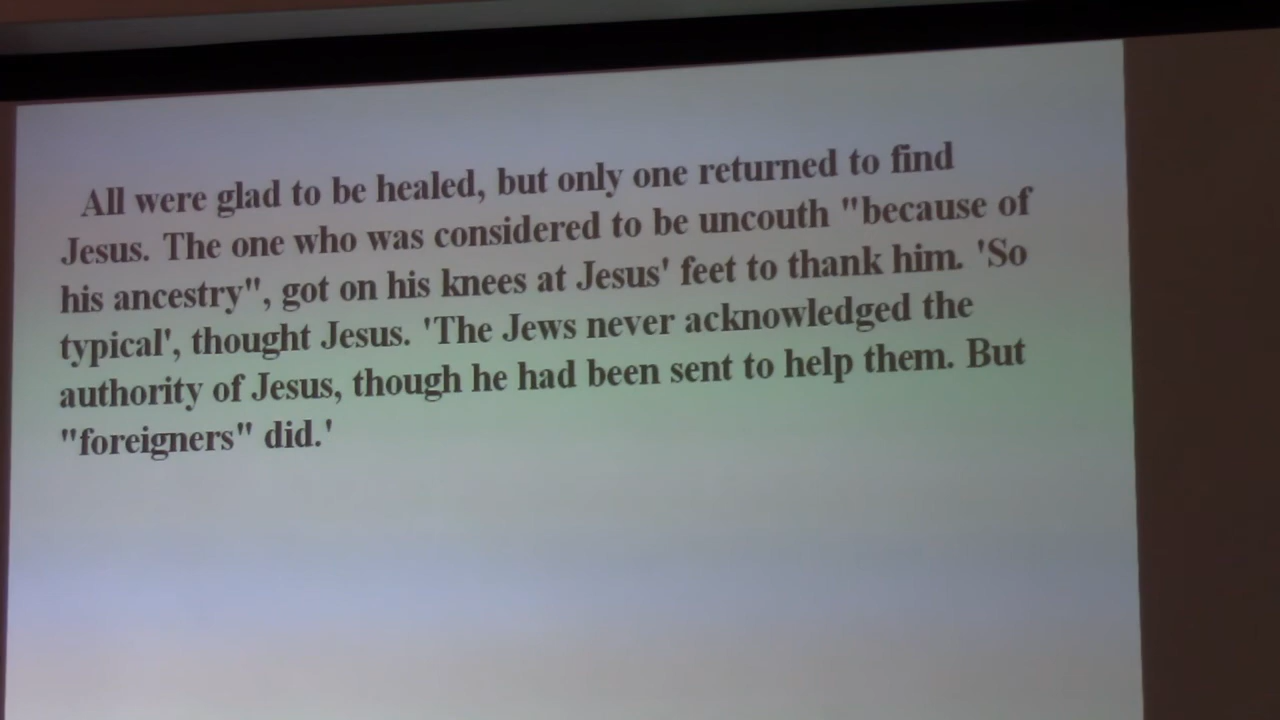 All were glad to be healed, but only one returned to find
Jesus. The one who was considered to be uncouth "because of
his ancestry", got on his knees at Jesus' feet to thank him. 'So
typical', thought Jesus. 'The Jews never acknowledged the
authority of Jesus, though he had been sent to help them. But
"foreigners" did.'